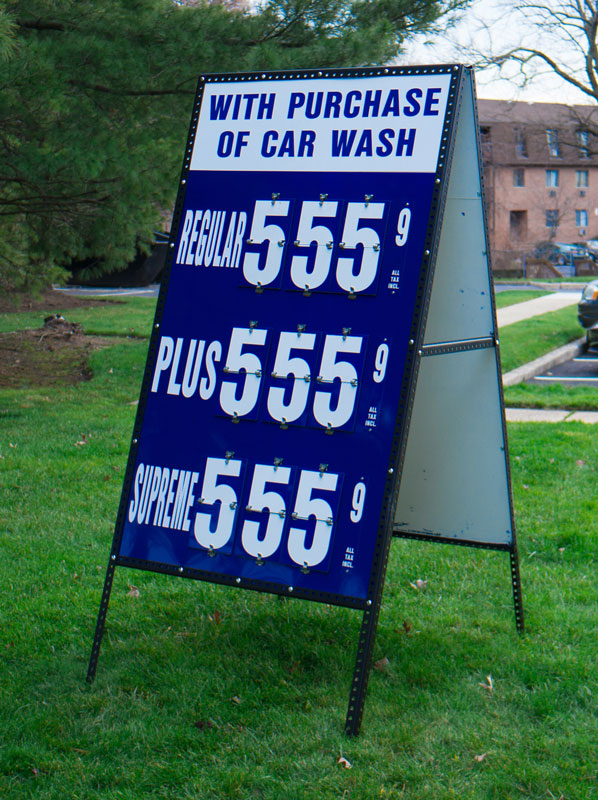 WITH PURCHASE
OF CAR WASH
REGULAR 555 9
ALL
TAX
INCL.
PLUS 555 9
ALL
TAX
INCL.
SUPREME 555 9
ALL
TAX
INCL.